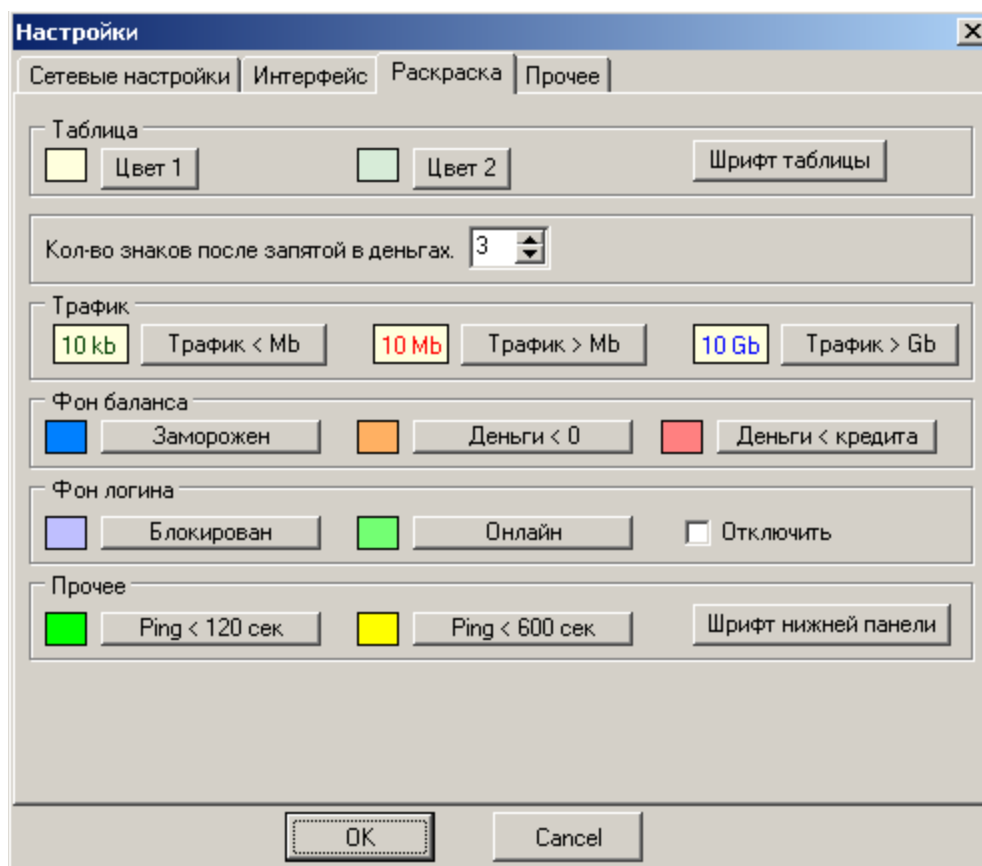 Настройки
Сетевые настройки Интерфейс Раскраска Прочее
Таблица
Цвет 1 Цвет 2 Шрифт таблицы
Кол-во знаков после запятой в деньгах. 3
Трафик
10 kb Трафик < Mb 10 Mb Трафик > Mb 10 Gb Трафик > Gb
Фон баланса
Заморожен Деньги < 0 Деньги < кредита
Фон логина
Блокирован Онлайн Отключить
Прочее
Ping < 120 сек Ping < 600 сек Шрифт нижней панели
OK Cancel